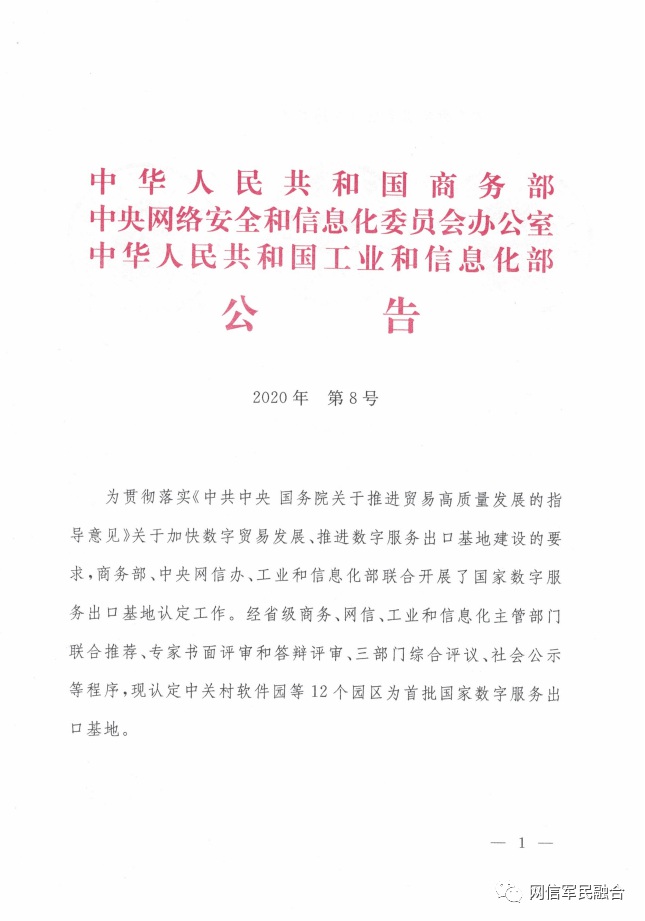 中华人民共和国商务部
中央网络安全和信息化委员会办公室
中华人民共和国工业和信息化部
公 告
2020 年 第 8 号
为贯彻落实《中共中央 国务院关于推进贸易高质量发展的指
导意见》关于加快数字贸易发展、推进数字服务出口基地建设的要
求,商务部、中央网信办、工业和信息化部联合开展了国家数字服
务出口基地认定工作。经省级商务、网信、工业和信息化主管部门
联合推荐、专家书面评审和答辩评审、三部门综合评议、社会公示
等程序,现认定中关村软件园等 12 个园区为首批国家数字服务出
口基地。
— 1 —
网信军民融台